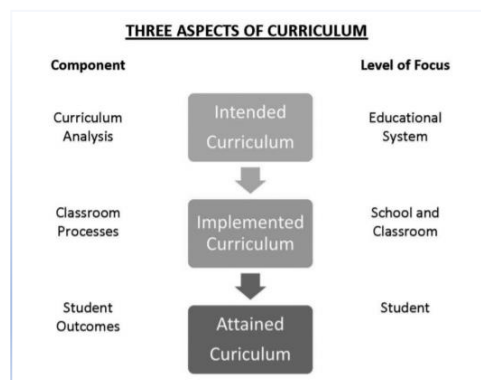 THREE ASPECTS OF CURRICULUM
Component
Level of Focus
Curriculum
Analysis
Intended
Curriculum
Educational
System
Classroom
Processes
Implemented
Curriculum
School and
Classroom
Student
Outcomes
Attained
Curiculum
Student